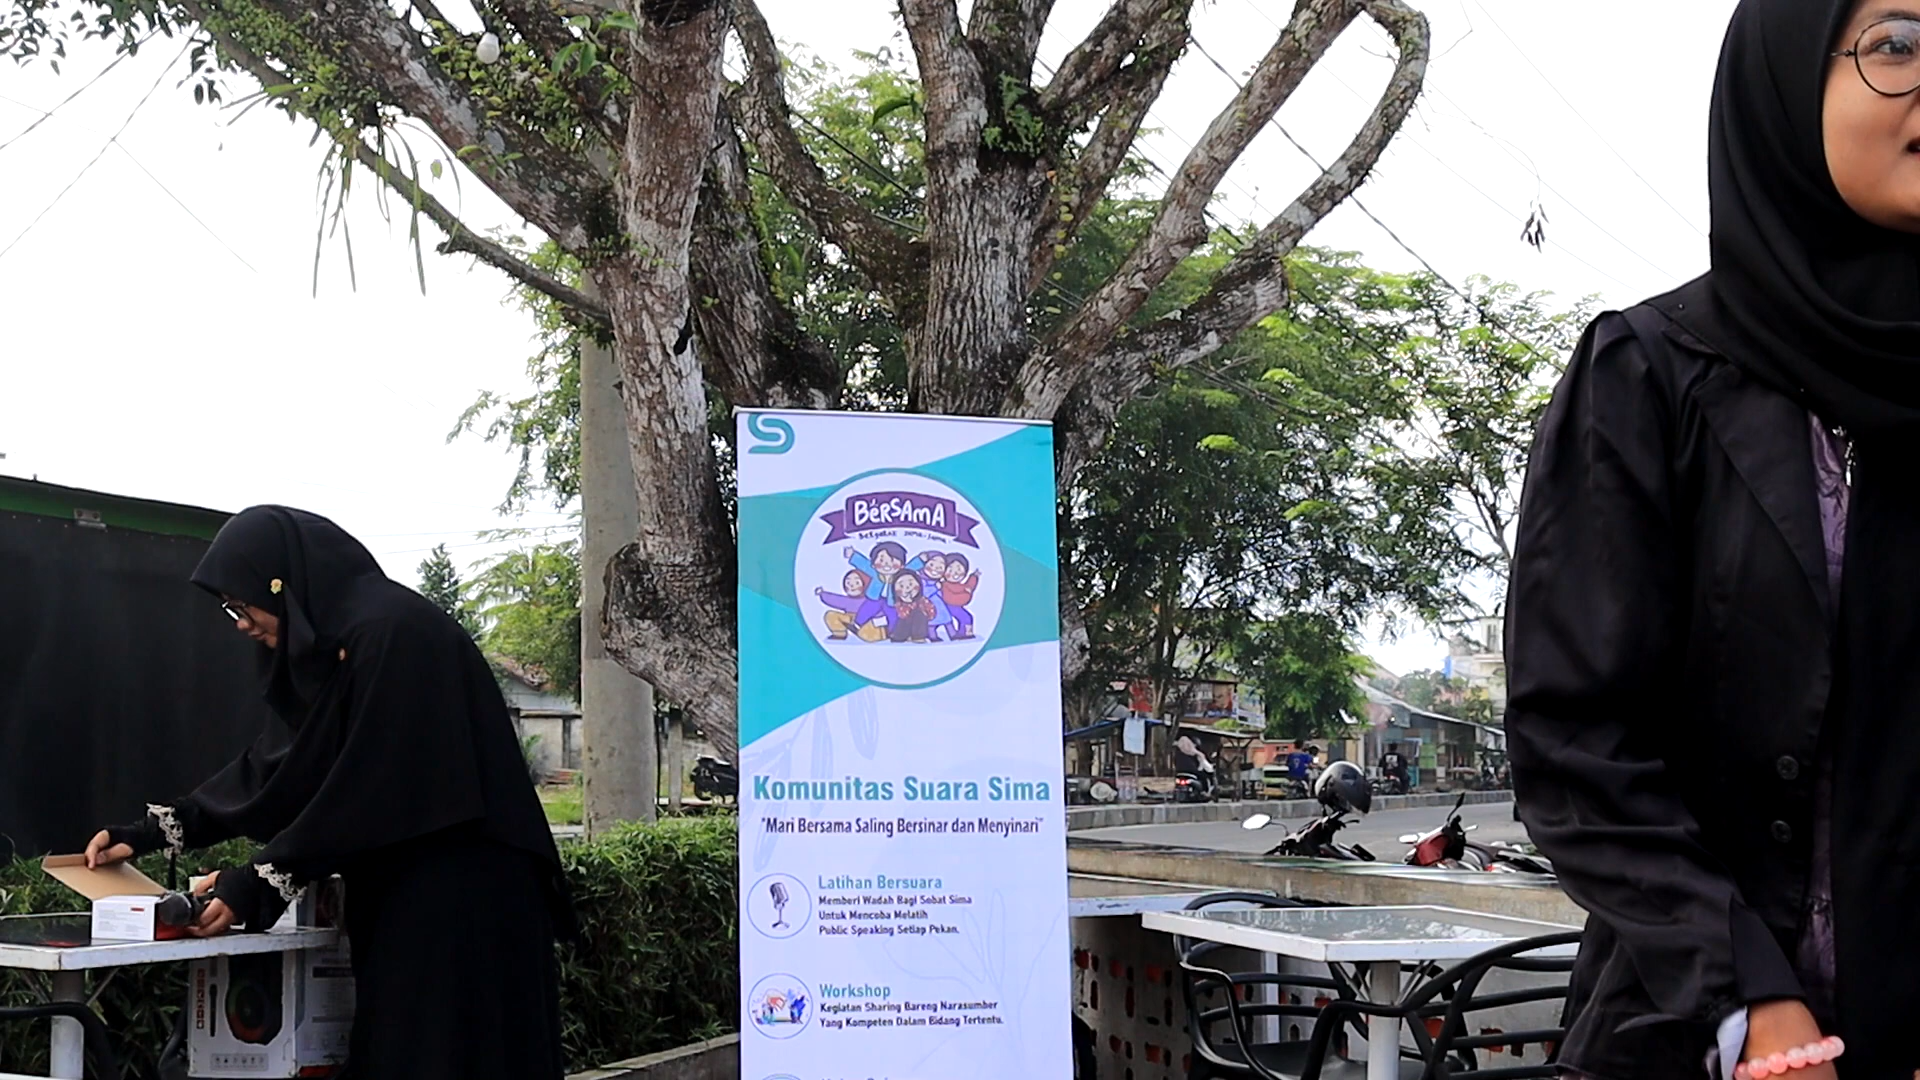 BERSAMA
Komunitas Suara Sima
"Mari Bersama Saling Bersinar dan Menyinari"
Latihan Bersuara
Memberi Wadah Bagi Sobat Sima
Untuk Mencoba Melatih
Public Speaking Setiap Pekan.
Workshop
Kegiatan Sharing Bareng Narasumber
Yang Kompeten Dalam Bidang Tertentu.